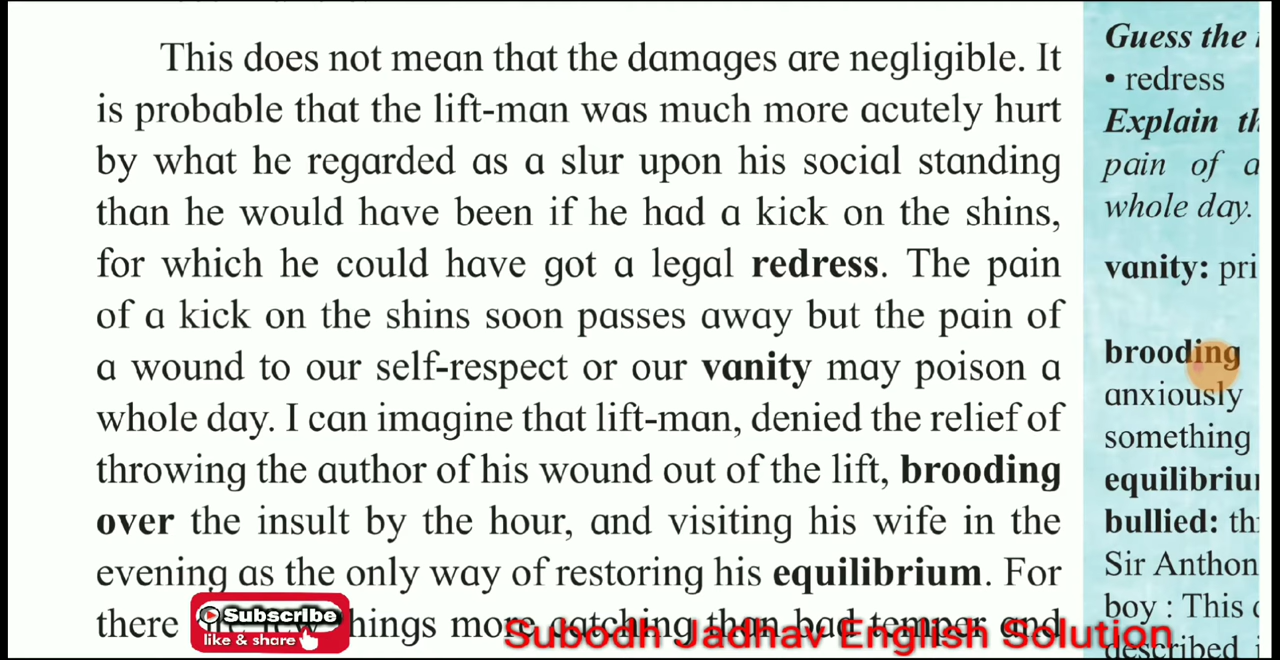 This does not mean that the damages are negligible. It
is probable that the lift-man was much more acutely hurt
by what he regarded as a slur upon his social standing
than he would have been if he had a kick on the shins,
for which he could have got a legal redress. The pain
of a kick on the shins soon passes away but the pain of
a wound to our self-respect or our vanity may poison a
whole day. I can imagine that lift-man, denied the relief of
throwing the author of his wound out of the lift, brooding
over the insult by the hour, and visiting his wife in the
evening as the only way of restoring his equilibrium. For
there few things more catching than bad temper and
Subscribe
like & share
Subodh Jadhav English Solution
Guess the
• redress
Explain th
pain of a
whole day.
vanity: pri
brooding
anxiously
something
equilibriu
bullied: th
Sir Anthon
boy : This
described i